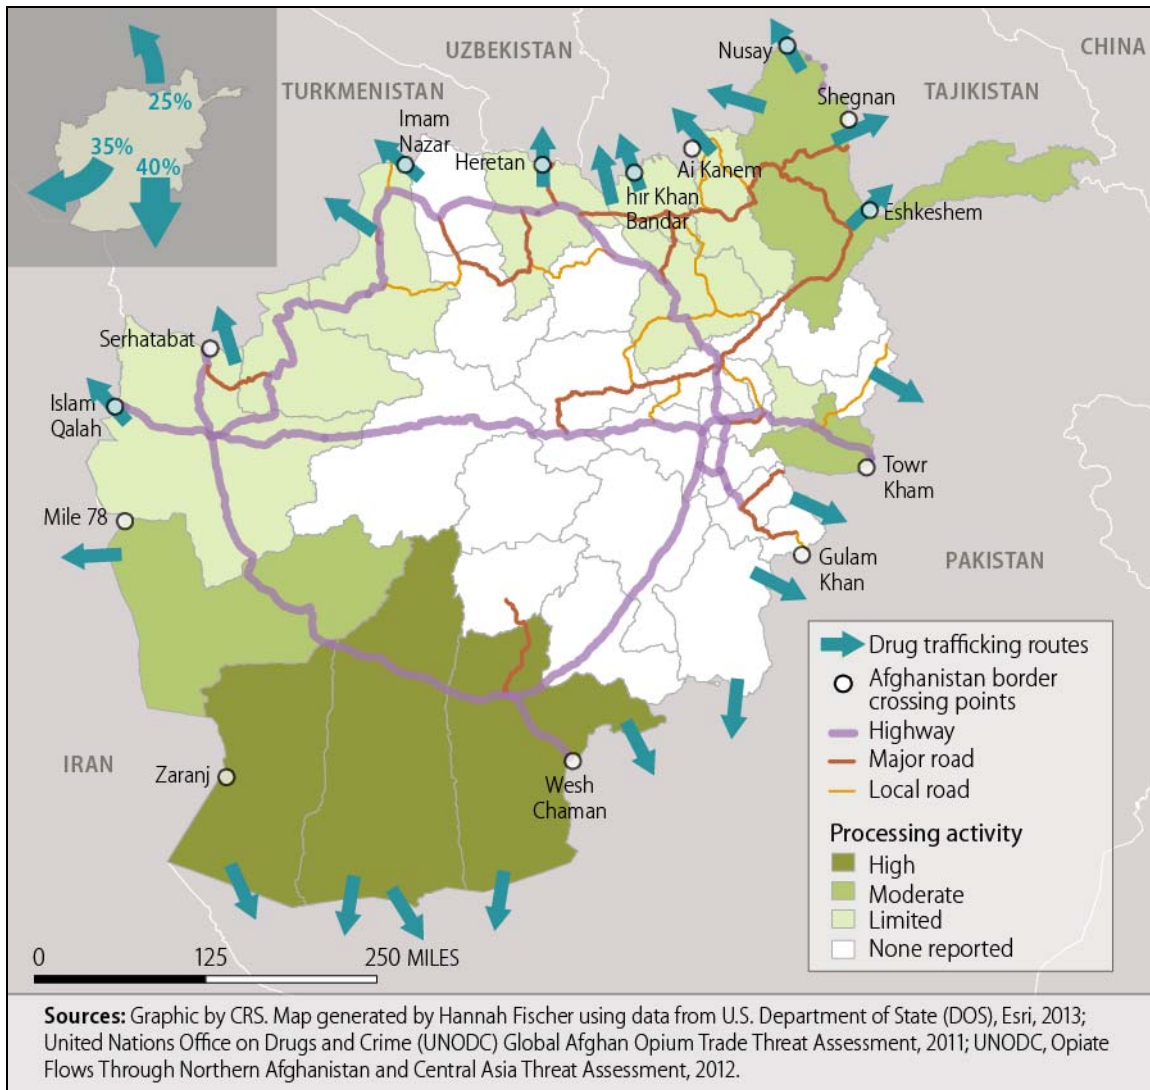 UZBEKISTAN
CHINA
Nusay
TURKMENISTAN
Shegnan
TAJIKISTAN
25%
35%
40%
Imam
Nazar
Heretan
Ai Kanem
hir Khan
Bandar
Eshkeshem
Serhatabat
Islam
Qalah
Towr
Kham
Mile 78
Gulam
Khan
PAKISTAN
IRAN
Zaranj
Wesh
Chaman
Drug trafficking routes
Afghanistan border
crossing points
Highway
Major road
Local road
Processing activity
High
Moderate
Limited
None reported
0 125 250 MILES
Sources: Graphic by CRS. Map generated by Hannah Fischer using data from U.S. Department of State (DOS), Esri, 2013;
United Nations Office on Drugs and Crime (UNODC) Global Afghan Opium Trade Threat Assessment, 2011; UNODC, Opiate
Flows Through Northern Afghanistan and Central Asia Threat Assessment, 2012.